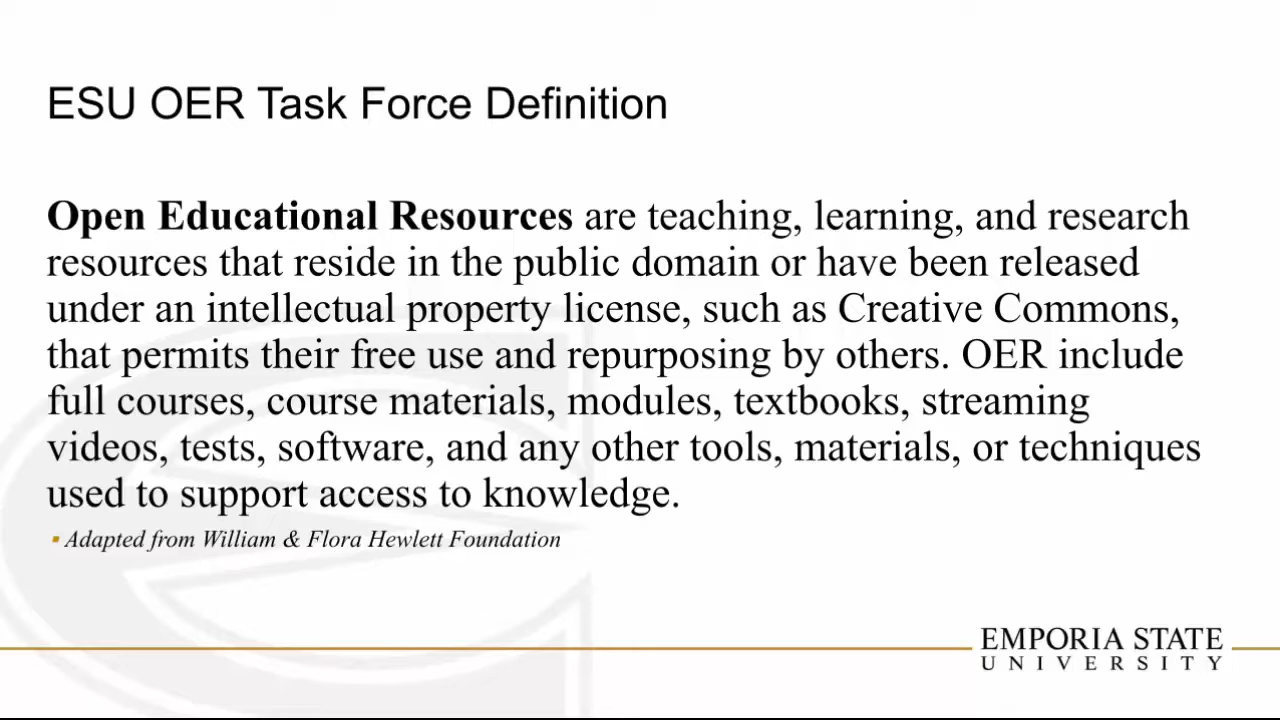 ESU OER Task Force Definition
Open Educational Resources are teaching, learning, and research
resources that reside in the public domain or have been released
under an intellectual property license, such as Creative Commons,
that permits their free use and repurposing by others. OER include
full courses, course materials, modules, textbooks, streaming
videos, tests, software, and any other tools, materials, or techniques
used to support access to knowledge.
▪ Adapted from William & Flora Hewlett Foundation
EMPORIA STATE
UNIVERSITY